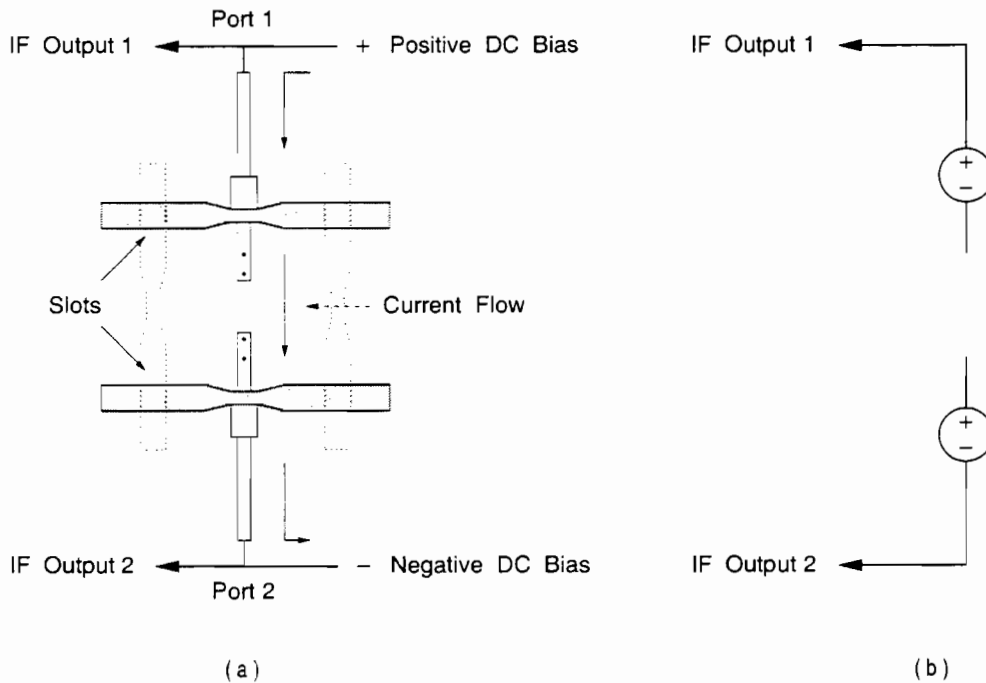 Port 1
IF Output 1
+ Positive DC Bias
Slots
Current Flow
IF Output 2
− Negative DC Bias
Port 2
(a)
IF Output 1
+
−
+
−
IF Output 2
(b)